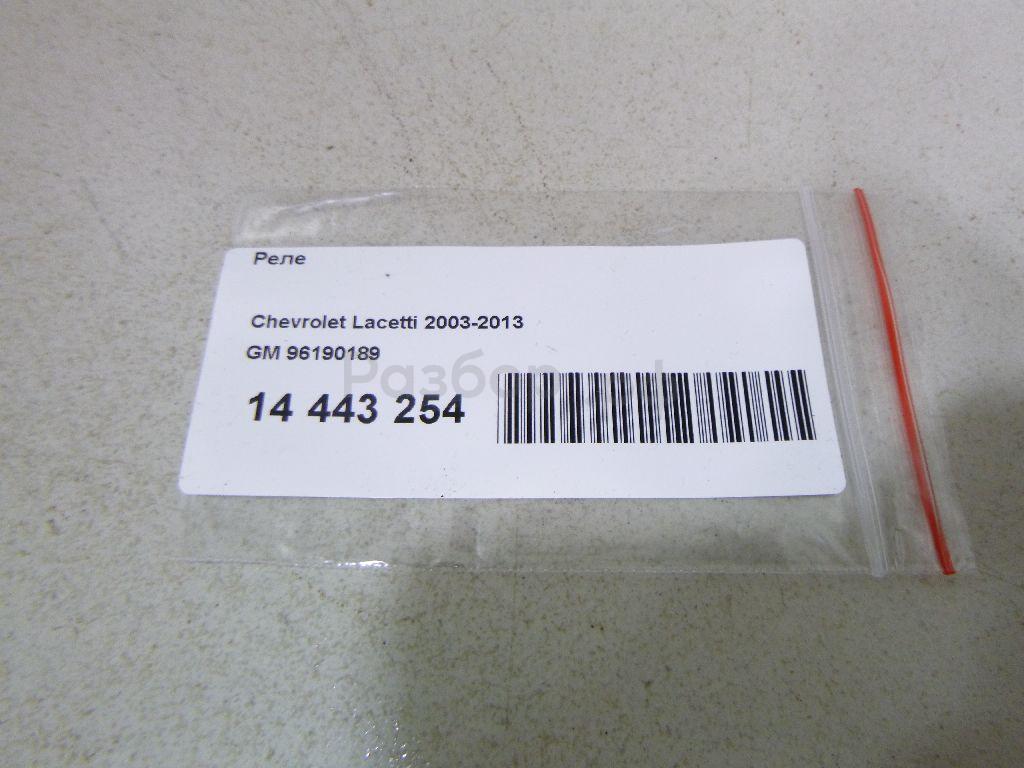 Реле
Chevrolet Lacetti 2003-2013
GM 96190189
14 443 254